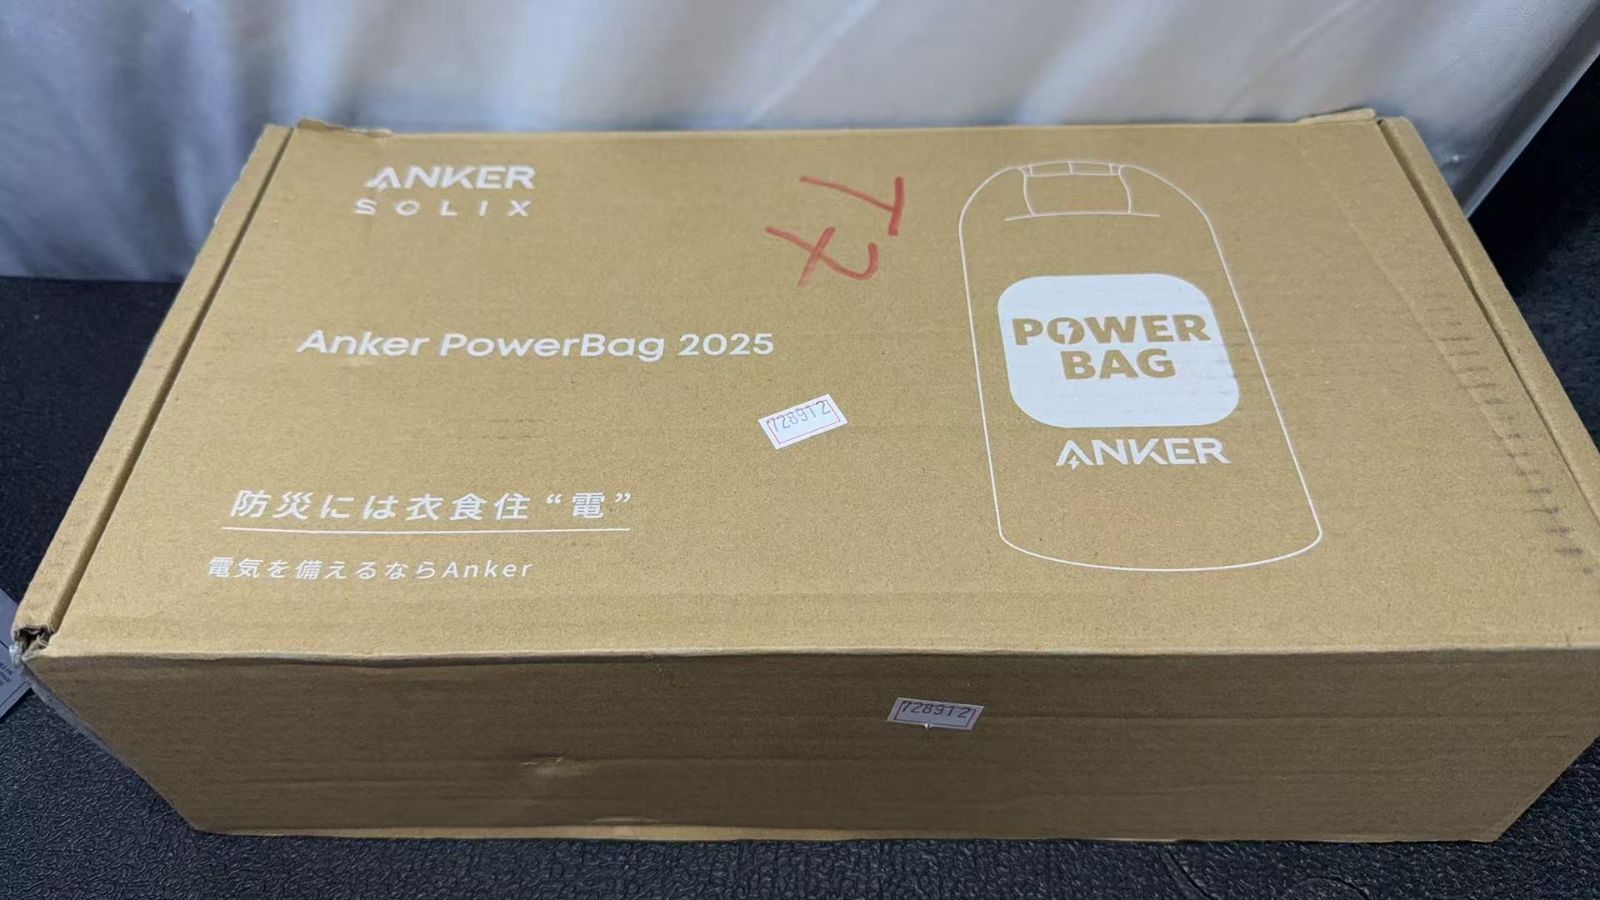 ANKER
SOLIX
Anker PowerBag 2025
防災には衣食住“電”
電気を備えるならAnker
POWER
BAG
ANKER
728912
728912